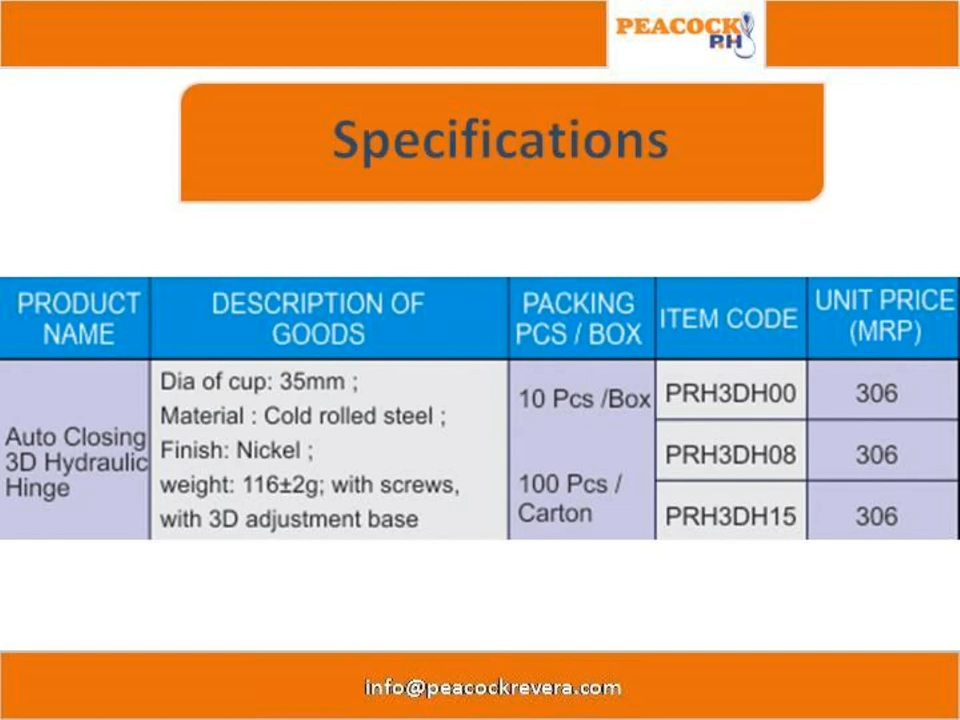 PEACOCK
RH
Specifications
PRODUCT NAME
DESCRIPTION OF GOODS
PACKING PCS / BOX
ITEM CODE
UNIT PRICE (MRP)
Auto Closing
3D Hydraulic
Hinge
Dia of cup: 35mm ;
Material : Cold rolled steel ;
Finish: Nickel ;
weight: 116±2g; with screws,
with 3D adjustment base
10 Pcs /Box
100 Pcs /
Carton
PRH3DH00
306
PRH3DH08
306
PRH3DH15
306
info@peacockrevera.com